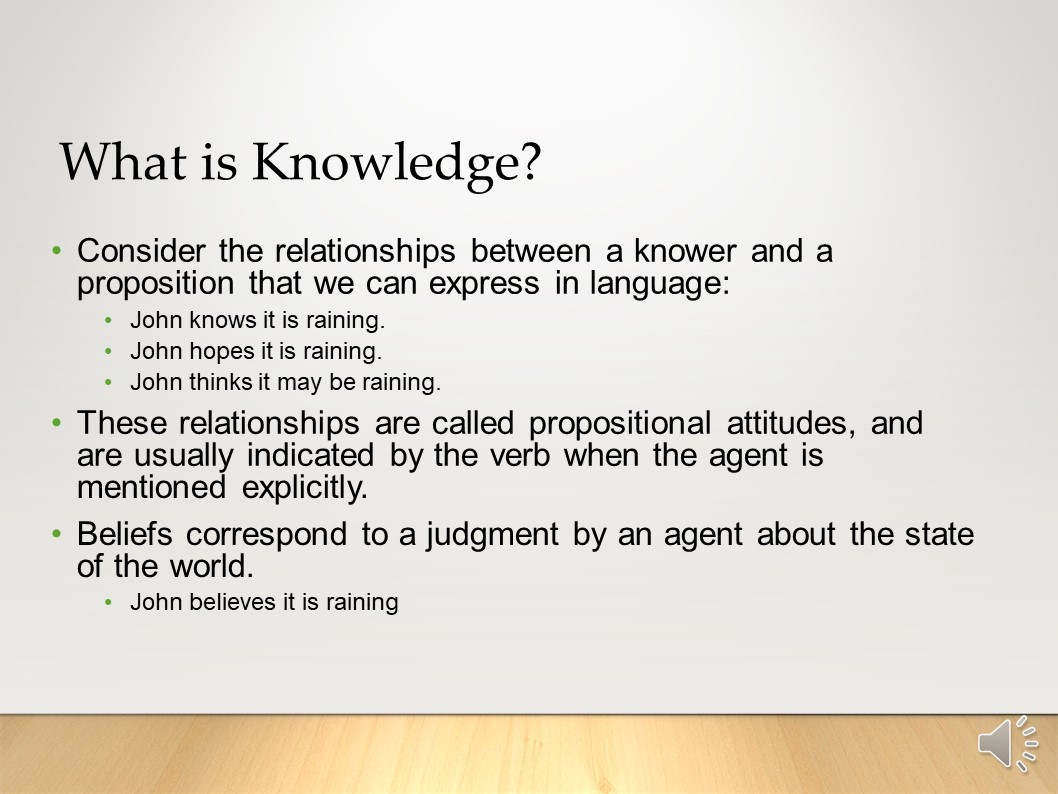 What is Knowledge?
• Consider the relationships between a knower and a
proposition that we can express in language:
• John knows it is raining.
• John hopes it is raining.
• John thinks it may be raining.
• These relationships are called propositional attitudes, and
are usually indicated by the verb when the agent is
mentioned explicitly.
• Beliefs correspond to a judgment by an agent about the state
of the world.
• John believes it is raining